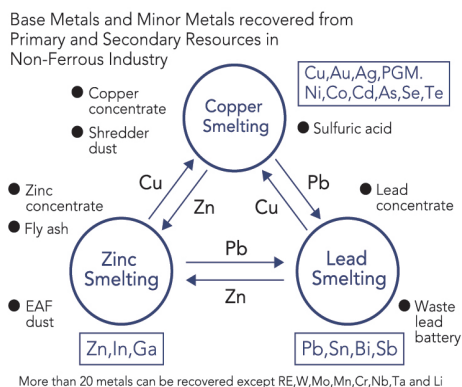 Base Metals and Minor Metals recovered from
Primary and Secondary Resources in
Non-Ferrous Industry
Cu,Au,Ag,PGM.
Ni,Co,Cd,As,Se,Te
● Copper
concentrate
● Shredder
dust
Copper
Smelting
● Sulfuric acid
Cu
Zn
Pb
Cu
● Zinc
concentrate
● Fly ash
● Lead
concentrate
Zinc
Smelting
Pb
Zn
Lead
Smelting
● EAF
dust
● Waste
lead
battery
Zn,In,Ga
Pb,Sn,Bi,Sb
More than 20 metals can be recovered except RE,W,Mo,Mn,Cr,Nb,Ta and Li